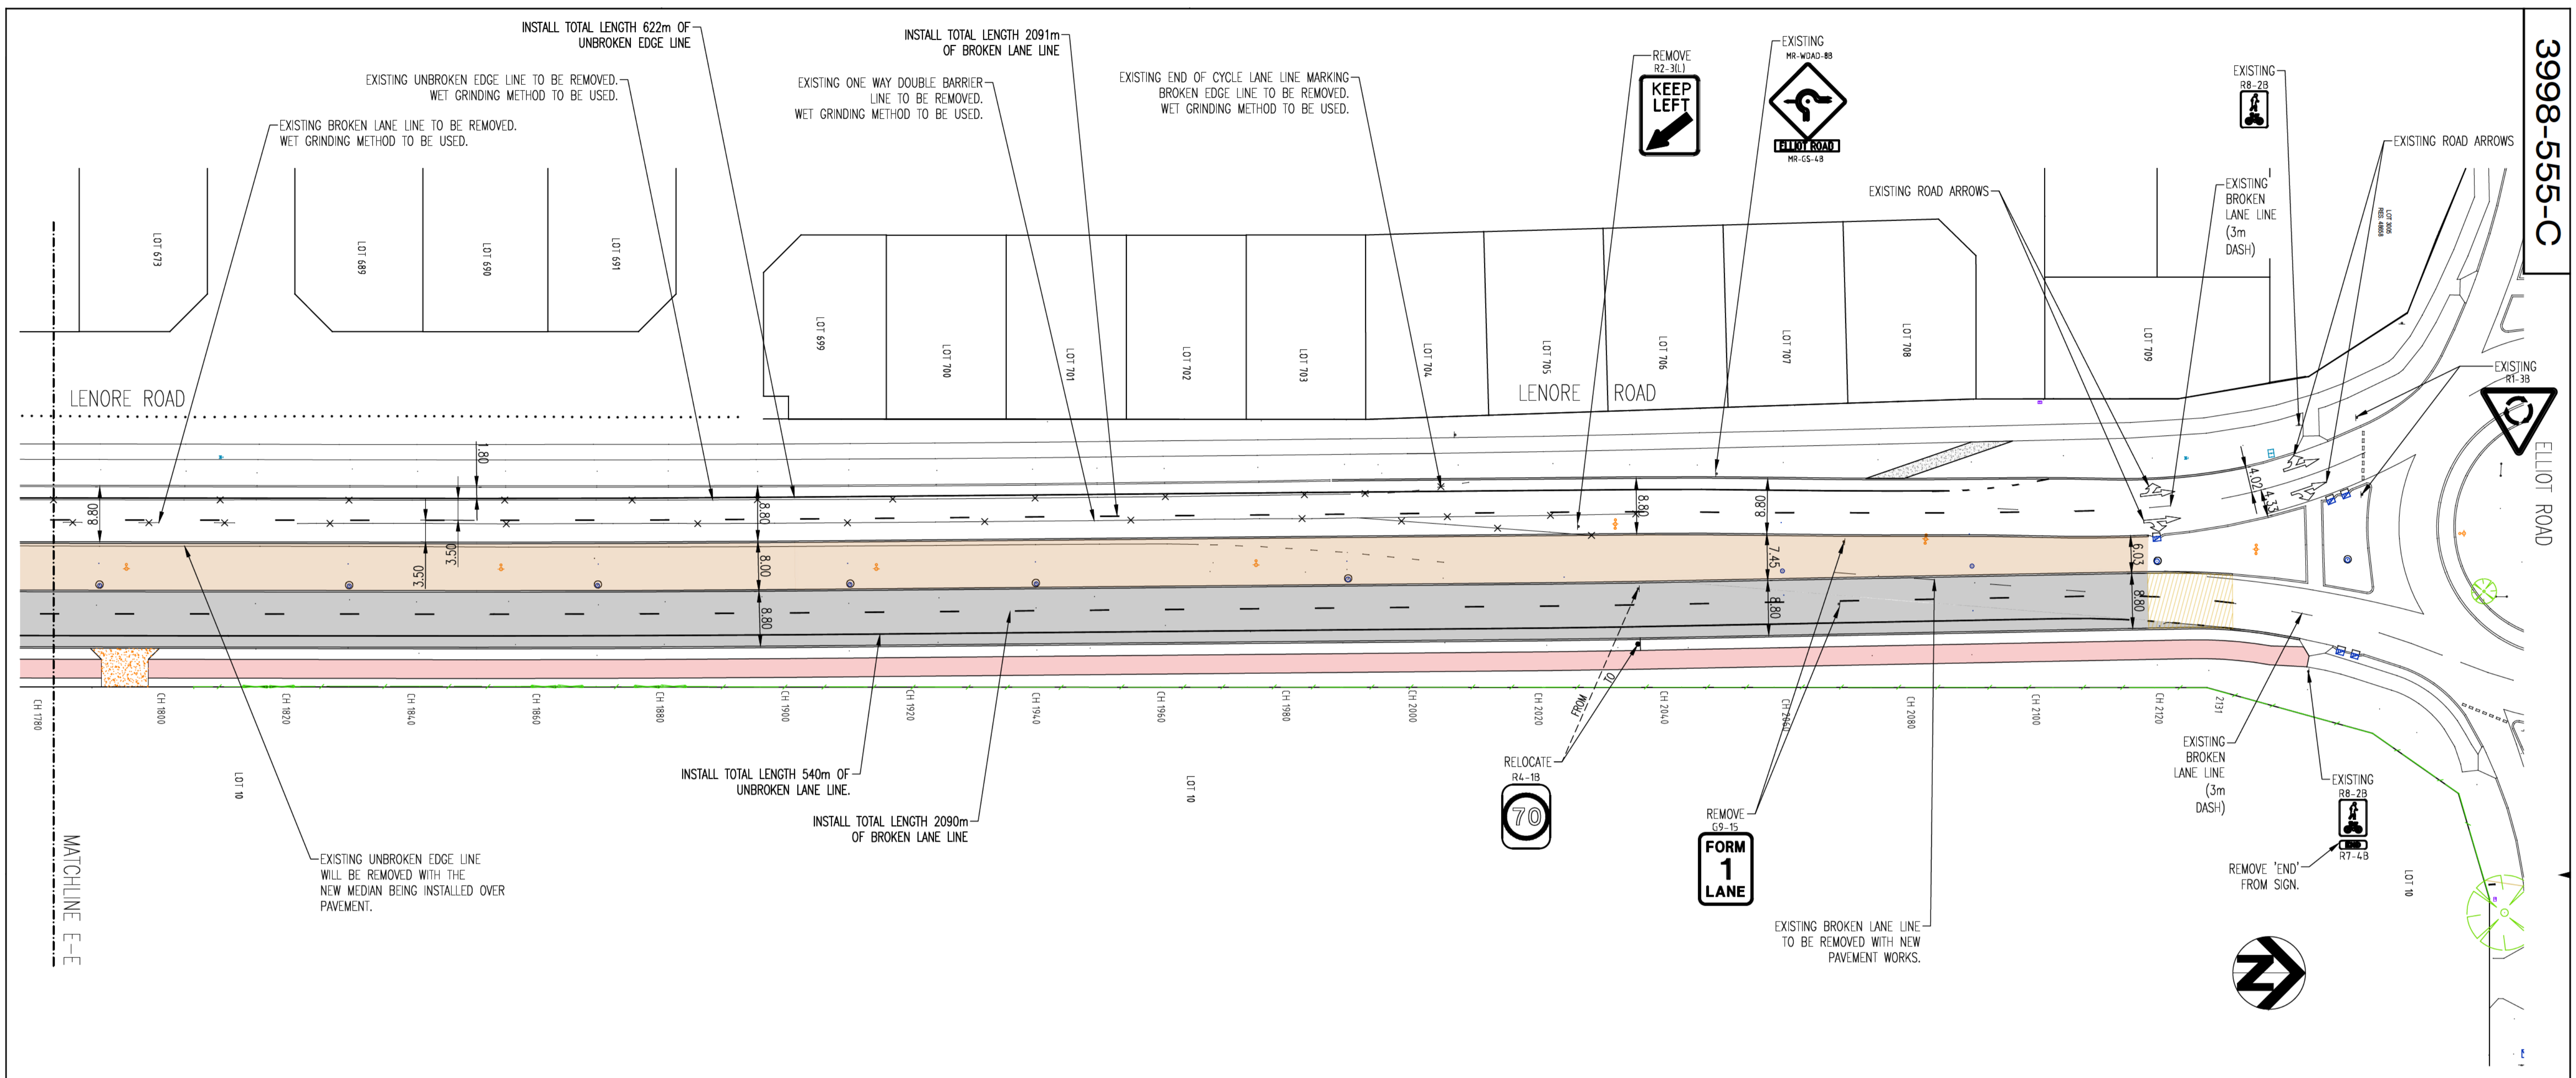 3998-555-C
INSTALL TOTAL LENGTH 622m OF
UNBROKEN EDGE LINE
INSTALL TOTAL LENGTH 2091m
OF BROKEN LANE LINE
EXISTING UNBROKEN EDGE LINE TO BE REMOVED.
WET GRINDING METHOD TO BE USED.
EXISTING ONE WAY DOUBLE BARRIER
LINE TO BE REMOVED.
WET GRINDING METHOD TO BE USED.
EXISTING END OF CYCLE LANE LINE MARKING
BROKEN EDGE LINE TO BE REMOVED.
WET GRINDING METHOD TO BE USED.
EXISTING BROKEN LANE LINE TO BE REMOVED.
WET GRINDING METHOD TO BE USED.
REMOVE
R2-3(L)
KEEP
LEFT
EXISTING
MR-WDAD-8B
ELLIOT ROAD
MR-GS-4B
EXISTING
R8-2B
EXISTING ROAD ARROWS
EXISTING ROAD ARROWS
EXISTING
BROKEN
LANE LINE
(3m
DASH)
LOT 673
LOT 689
LOT 690
LOT 691
LOT 699
LOT 700
LOT 701
LOT 702
LOT 703
LOT 704
LOT 705
LOT 706
LOT 707
LOT 708
LOT 709
EXISTING
R1-3B
ELLIOT ROAD
LENORE ROAD
LENORE ROAD
1.80
8.80
3.50
3.50
8.80
8.00
8.80
8.80
8.80
7.45
8.80
4.02
4.33
6.03
8.80
CH 1780
CH 1800
CH 1820
CH 1840
CH 1860
CH 1880
CH 1900
CH 1920
CH 1940
CH 1960
CH 1980
CH 2000
CH 2020
CH 2040
CH 2060
CH 2080
CH 2100
CH 2120
2131
FROM
TO
LOT 10
LOT 10
LOT 10
MATCHLINE E-E
EXISTING UNBROKEN EDGE LINE
WILL BE REMOVED WITH THE
NEW MEDIAN BEING INSTALLED OVER
PAVEMENT.
INSTALL TOTAL LENGTH 540m OF
UNBROKEN LANE LINE.
INSTALL TOTAL LENGTH 2090m
OF BROKEN LANE LINE
RELOCATE
R4-1B
70
REMOVE
G9-15
FORM
1
LANE
EXISTING BROKEN LANE LINE
TO BE REMOVED WITH NEW
PAVEMENT WORKS.
EXISTING
BROKEN
LANE LINE
(3m
DASH)
EXISTING
R8-2B
R7-4B
REMOVE 'END'
FROM SIGN.
N